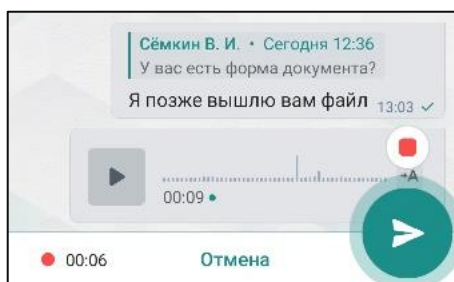 Сёмкин В. И. • Сегодня 12:36
У вас есть форма документа?
Я позже вышлю вам файл 13:03
00:09
→A
00:06 Отмена